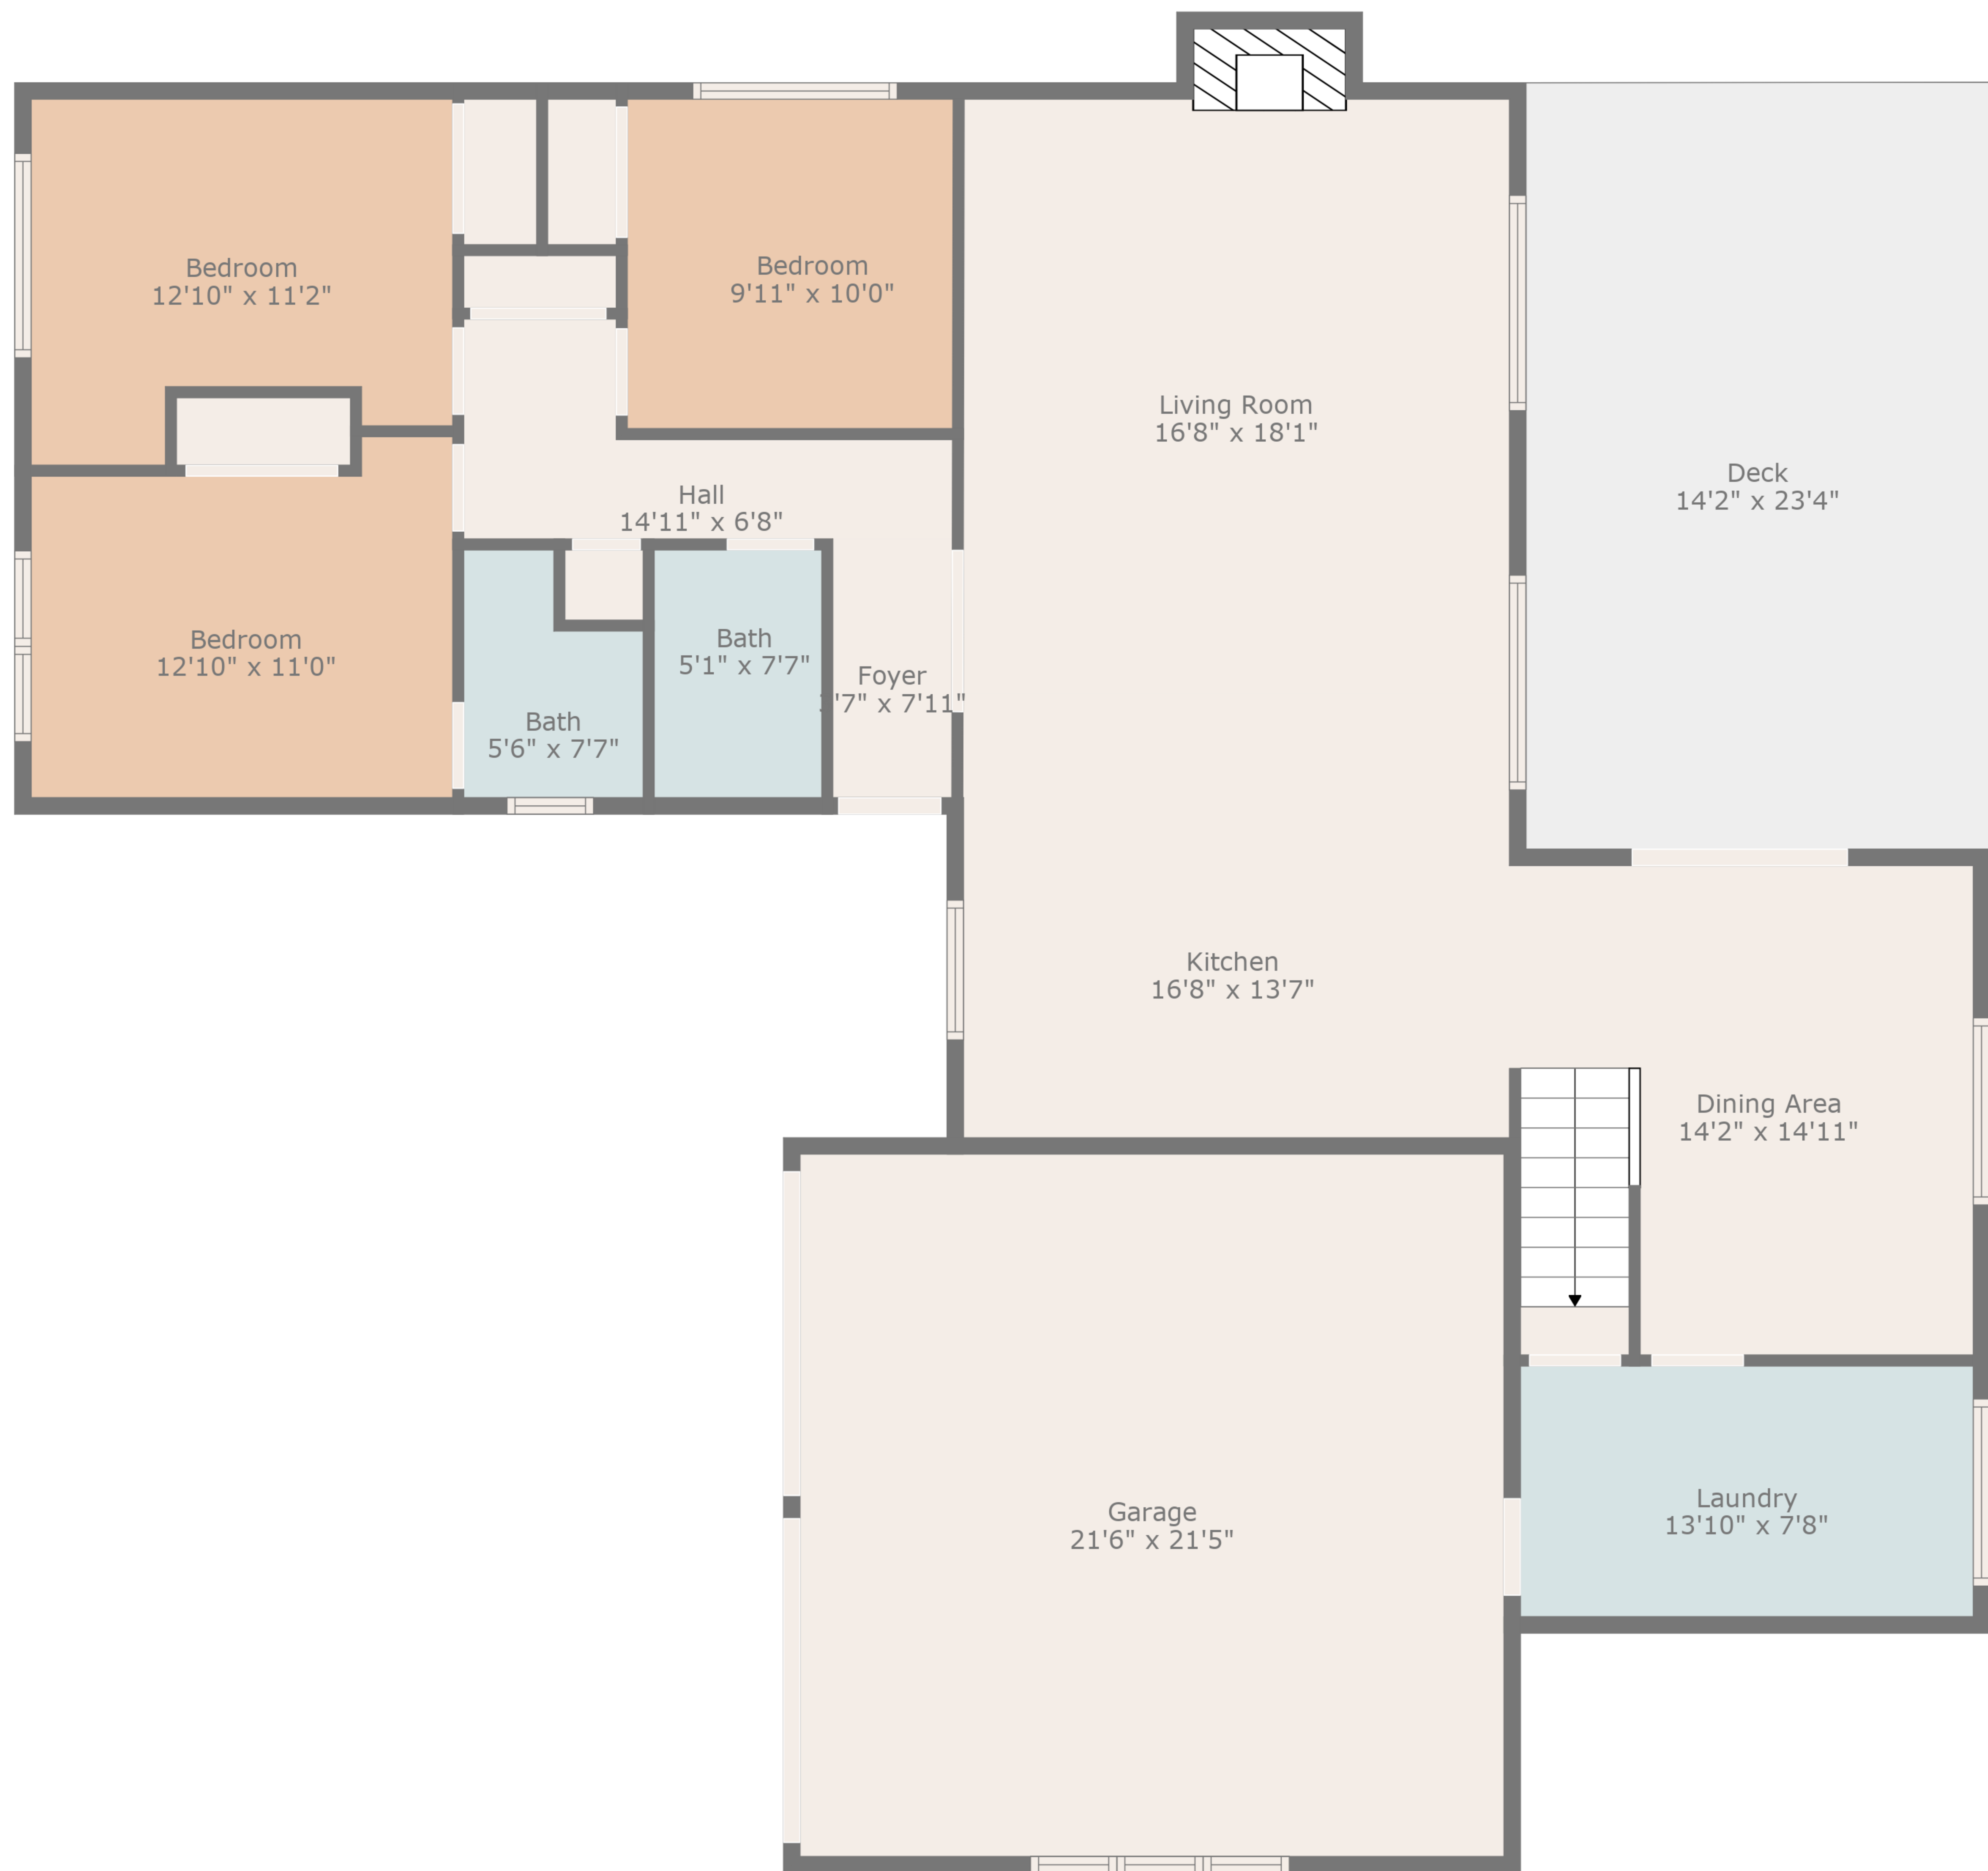 Bedroom
12'10" x 11'2"
Bedroom
9'11" x 10'0"
Living Room
16'8" x 18'1"
Deck
14'2" x 23'4"
Hall
14'11" x 6'8"
Bedroom
12'10" x 11'0"
Bath
5'1" x 7'7"
Foyer
'7" x 7'11"
Bath
5'6" x 7'7"
Kitchen
16'8" x 13'7"
Dining Area
14'2" x 14'11"
Garage
21'6" x 21'5"
Laundry
13'10" x 7'8"